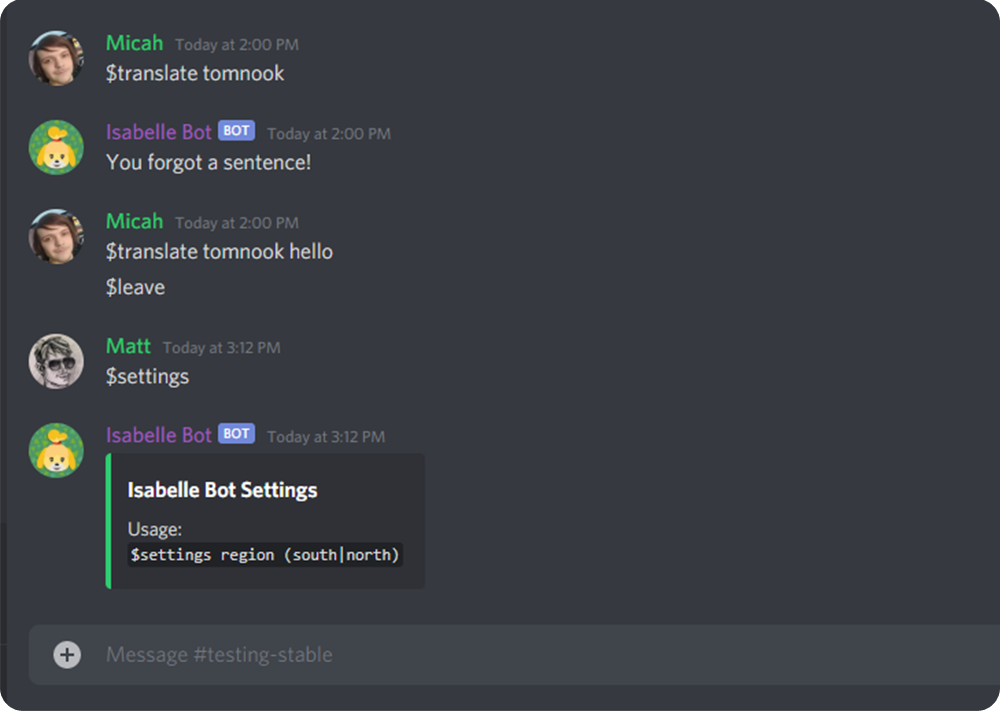 Micah Today at 2:00 PM
$translate tomnook
Isabelle Bot BOT Today at 2:00 PM
You forgot a sentence!
Micah Today at 2:00 PM
$translate tomnook hello
$leave
Matt Today at 3:12 PM
$settings
Isabelle Bot BOT Today at 3:12 PM
Isabelle Bot Settings
Usage:
$settings region (south|north)
Message #testing-stable